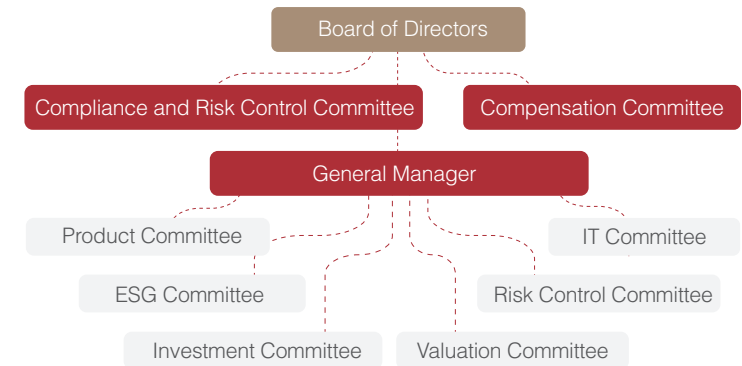 Board of Directors
Compliance and Risk Control Committee
Compensation Committee
General Manager
Product Committee
IT Committee
ESG Committee
Risk Control Committee
Investment Committee
Valuation Committee